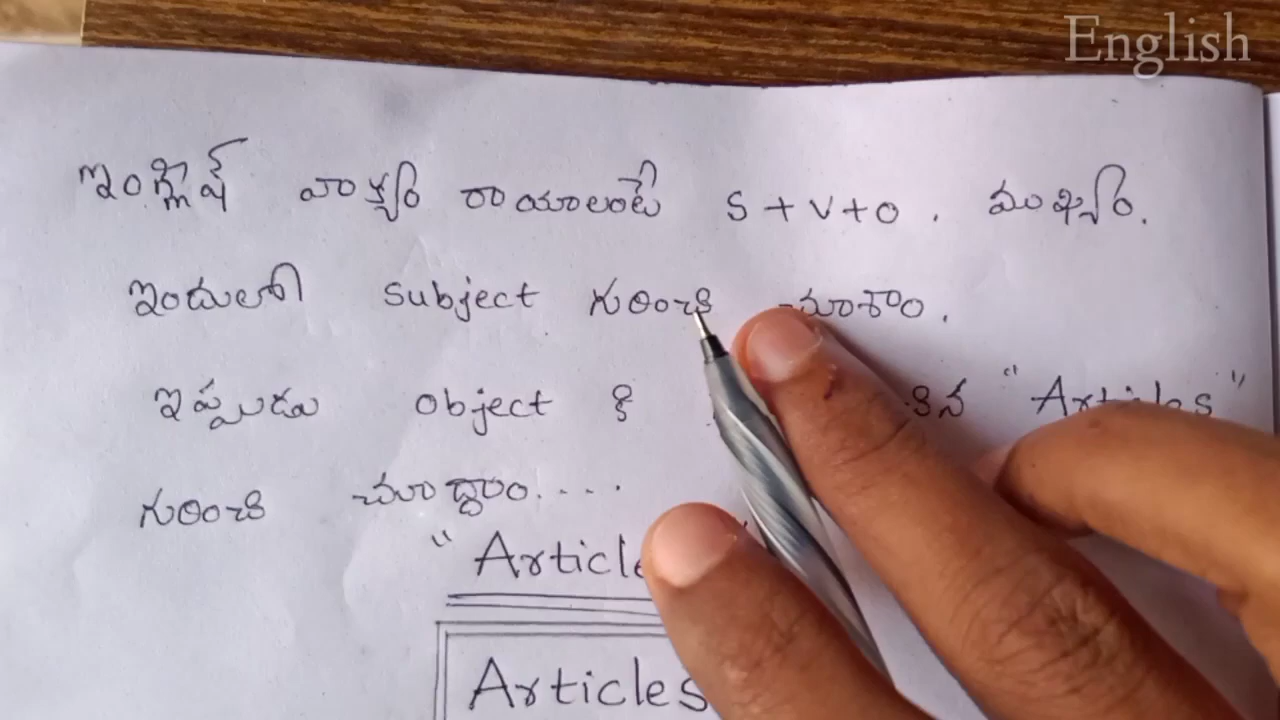 English
ఇంగ్లీష్ వాక్యం రాయాలంటే S + V + O . ముఖ్యం.
ఇందులో Subject గురించి చూశాం.
ఇప్పుడు Object కి "Articles"
గురించి చూద్దాం....
"Article
Articles